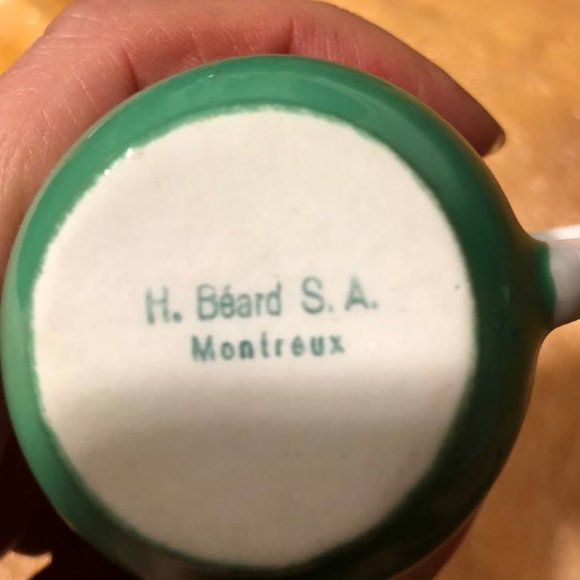 H. Béard S. A.
Montreux